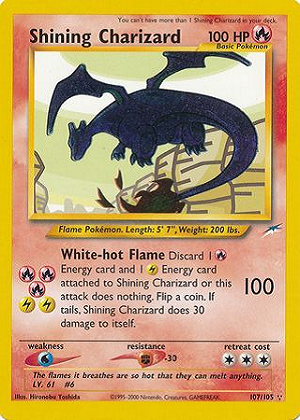 You can't have more than 1 Shining Charizard in your deck.
Shining Charizard 100 HP
Basic Pokémon
Flame Pokémon. Length: 5' 7", Weight: 200 lbs.
White-hot Flame Discard 1
Energy card and 1 Energy card
attached to Shining Charizard or this
attack does nothing. Flip a coin. If
tails, Shining Charizard does 30
damage to itself.
100
weakness resistance retreat cost
-30
The flames it breathes are so hot that they can melt anything.
LV. 61 #6
Illus. Hironobu Yoshida ©1995-2000 Nintendo, Creatures, GAMEFREAK. 107/105